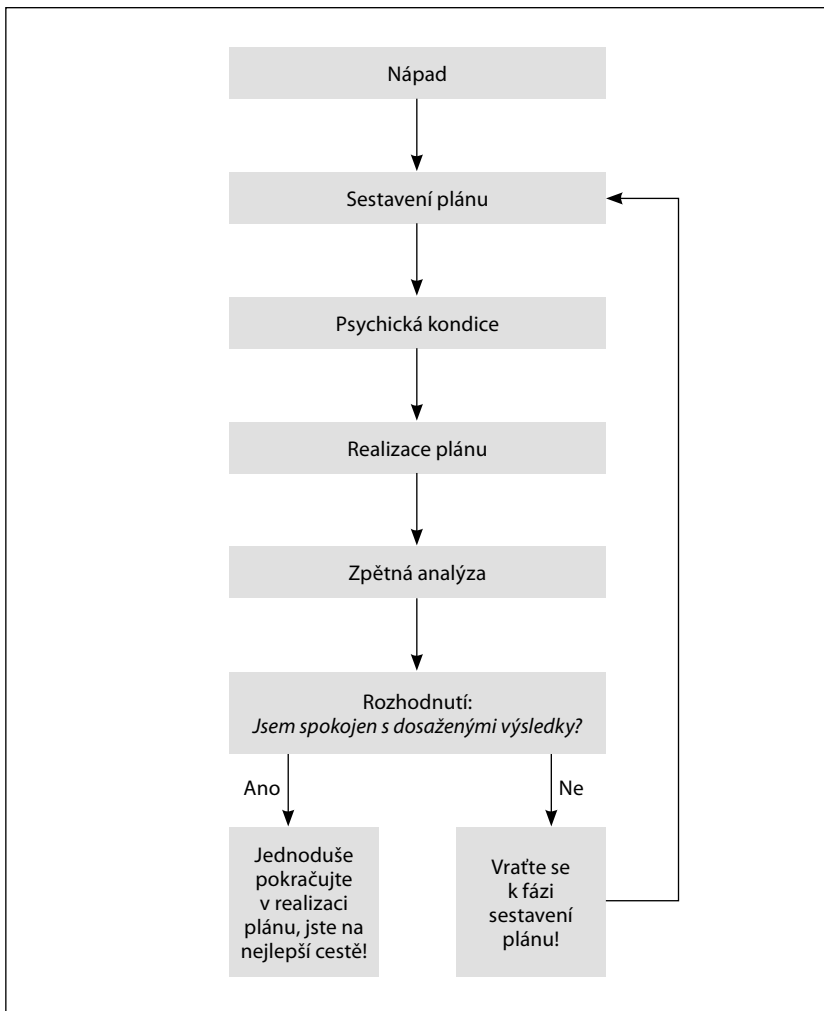 Nápad
Sestavení plánu
Psychická kondice
Realizace plánu
Zpětná analýza
Rozhodnutí:
Jsem spokojen s dosaženými výsledky?
Ano
Ne
Jednoduše
pokračujte
v realizaci
plánu, jste na
nejlepší cestě!
Vraťte se
k fázi
sestavení
plánu!